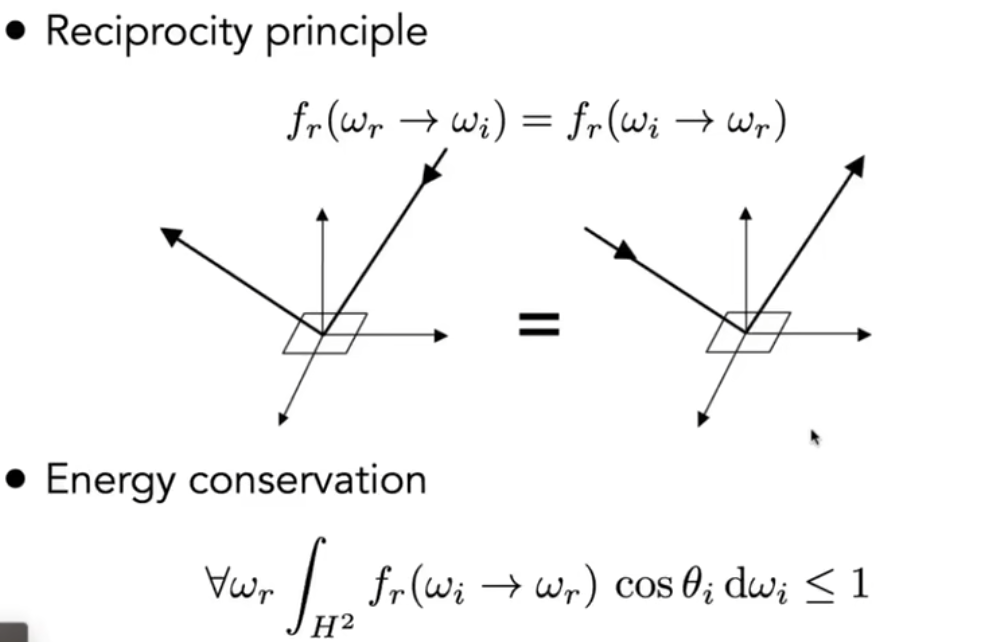 • Reciprocity principle
fᵣ(ωᵣ → ωᵢ) = fᵣ(ωᵢ → ωᵣ)
=
• Energy conservation
∀ωᵣ ∫_{H²} fᵣ(ωᵢ → ωᵣ) cos θᵢ dωᵢ ≤ 1